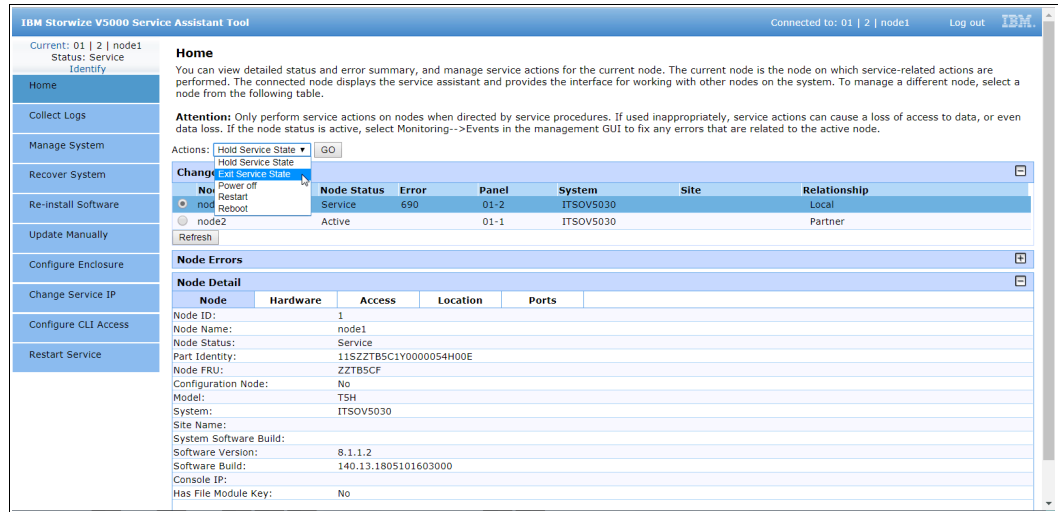 IBM Storwize V5000 Service Assistant Tool
Connected to: 01 | 2 | node1
Log out
IBM.
Current: 01 | 2 | node1
Status: Service
Identify
Home
Collect Logs
Manage System
Recover System
Re-install Software
Update Manually
Configure Enclosure
Change Service IP
Configure CLI Access
Restart Service
Home
You can view detailed status and error summary, and manage service actions for the current node. The current node is the node on which service-related actions are
performed. The connected node displays the service assistant and provides the interface for working with other nodes on the system. To manage a different node, select a
node from the following table.
Attention: Only perform service actions on nodes when directed by service procedures. If used inappropriately, service actions can cause a loss of access to data, or even
data loss. If the node status is active, select Monitoring-->Events in the management GUI to fix any errors that are related to the active node.
Actions: Hold Service State GO
Hold Service State
Exit Service State
Power off
Restart
Reboot
Node Status Error Panel System Site Relationship
Service 690 01-2 ITSOV5030 Local
node2 Active 01-1 ITSOV5030 Partner
Refresh
Node Errors
Node Detail
Node Hardware Access Location Ports
Node ID: 1
Node Name: node1
Node Status: Service
Part Identity: 11SZZTB5C1Y0000054H00E
Node FRU: ZZTB5CF
Configuration Node: No
Model: T5H
System: ITSOV5030
Site Name:
System Software Build:
Software Version: 8.1.1.2
Software Build: 140.13.1805101603000
Console IP:
Has File Module Key: No